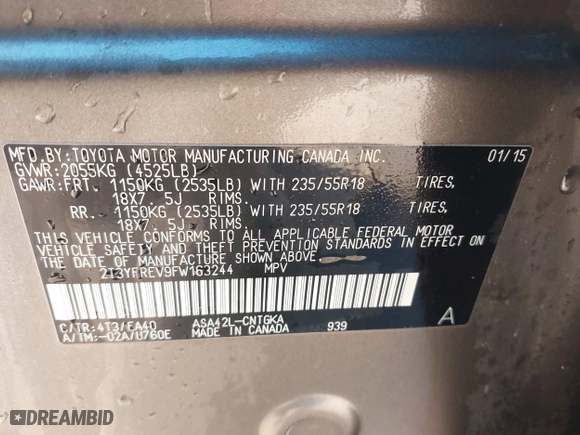 MFD.BY:TOYOTA MOTOR MANUFACTURING CANADA INC. 01/15
GVWR:2055KG (4525LB)
GAWR:FRT. 1150KG (2535LB) WITH 235/55R18 TIRES,
18X7. 5J RIMS.
RR. 1150KG (2535LB) WITH 235/55R18 TIRES,
18X7. 5J RIMS.
THIS VEHICLE CONFORMS TO ALL APPLICABLE FEDERAL MOTOR
VEHICLE SAFETY AND THEFT PREVENTION STANDARDS IN EFFECT
ON THE DATE OF MANUFACTURE SHOWN ABOVE.
2T3YFREV9FW163244 MPV
C/TR:4T3/EA40 ASA42L-CNTGKA A
A/TM:-02A/U760E MADE IN CANADA 939
DREAMBID